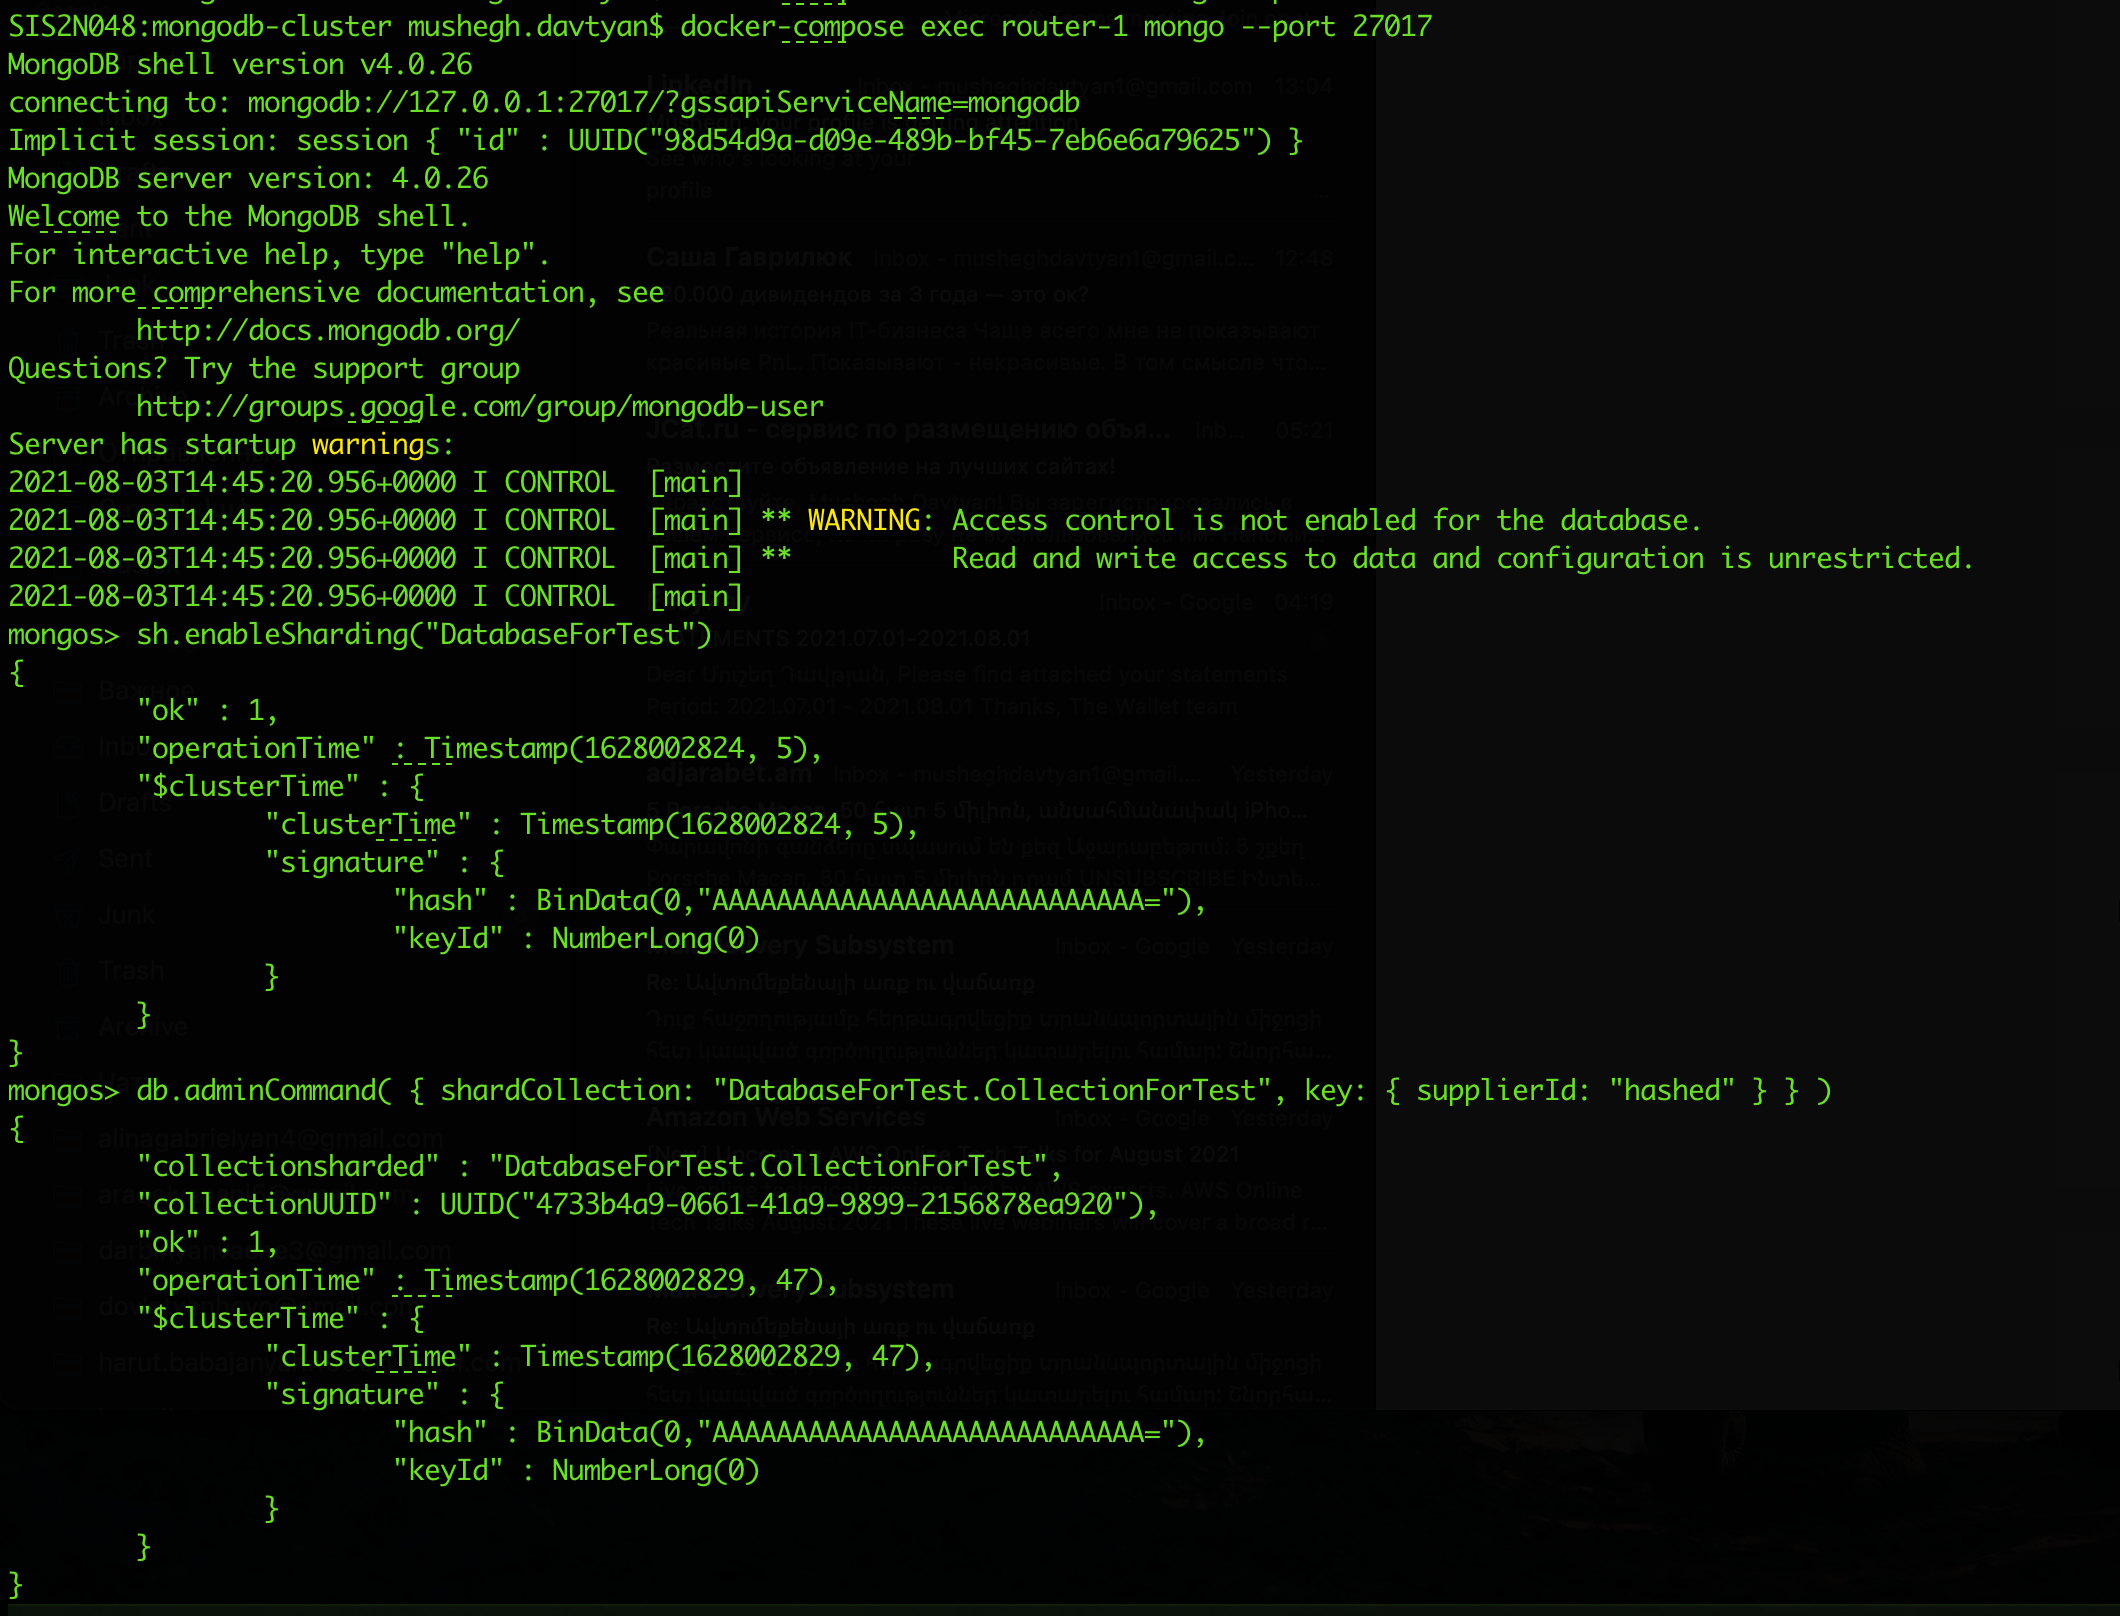 SIS2N048:mongodb-cluster mushegh.davtyan$ docker-compose exec router-1 mongo --port 27017
MongoDB shell version v4.0.26
connecting to: mongodb://127.0.0.1:27017/?gssapiServiceName=mongodb
Implicit session: session { "id" : UUID("98d54d9a-d09e-489b-bf45-7eb6e6a79625") }
MongoDB server version: 4.0.26
Welcome to the MongoDB shell.
For interactive help, type "help".
For more comprehensive documentation, see
http://docs.mongodb.org/
Questions? Try the support group
http://groups.google.com/group/mongodb-user
Server has startup warnings:
2021-08-03T14:45:20.956+0000 I CONTROL  [main]
2021-08-03T14:45:20.956+0000 I CONTROL  [main] ** WARNING: Access control is not enabled for the database.
2021-08-03T14:45:20.956+0000 I CONTROL  [main] **          Read and write access to data and configuration is unrestricted.
2021-08-03T14:45:20.956+0000 I CONTROL  [main]
mongos> sh.enableSharding("DatabaseForTest")
{
"ok" : 1,
"operationTime" : Timestamp(1628002824, 5),
"$clusterTime" : {
"clusterTime" : Timestamp(1628002824, 5),
"signature" : {
"hash" : BinData(0,"AAAAAAAAAAAAAAAAAAAAAAAAAAA="),
"keyId" : NumberLong(0)
}
}
}
mongos> db.adminCommand( { shardCollection: "DatabaseForTest.CollectionForTest", key: { supplierId: "hashed" } } )
{
"collectionsharded" : "DatabaseForTest.CollectionForTest",
"collectionUUID" : UUID("4733b4a9-0661-41a9-9899-2156878ea920"),
"ok" : 1,
"operationTime" : Timestamp(1628002829, 47),
"$clusterTime" : {
"clusterTime" : Timestamp(1628002829, 47),
"signature" : {
"hash" : BinData(0,"AAAAAAAAAAAAAAAAAAAAAAAAAAA="),
"keyId" : NumberLong(0)
}
}
}